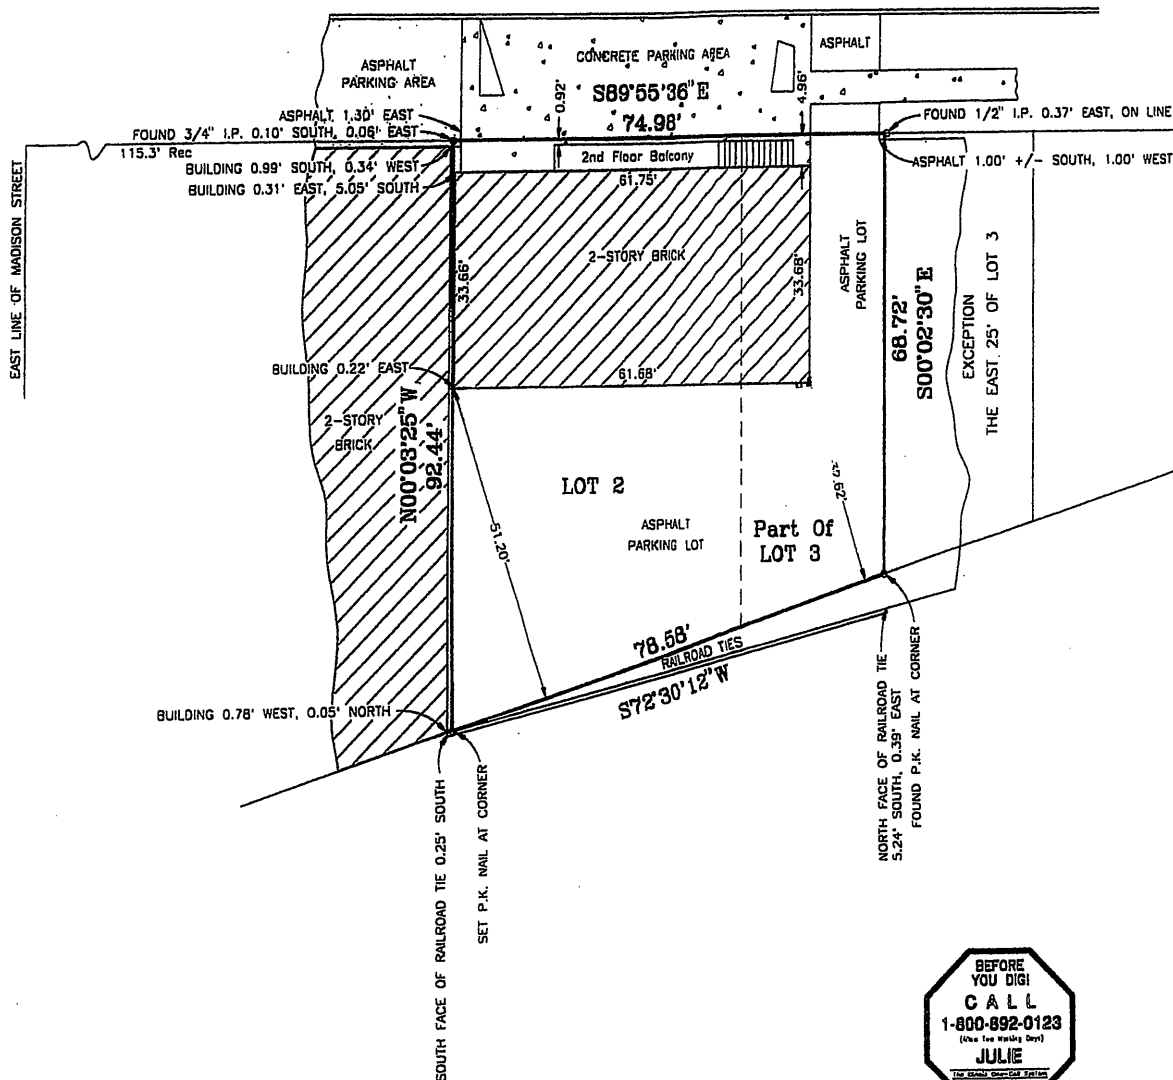 ASPHALT
PARKING AREA
CONCRETE PARKING AREA
ASPHALT
S89°55'36"E
74.98'
0.92'
4.96'
ASPHALT 1.30' EAST
FOUND 3/4" I.P. 0.10' SOUTH, 0.06' EAST
FOUND 1/2" I.P. 0.37' EAST, ON LINE
115.3' Rec
BUILDING 0.99' SOUTH, 0.34' WEST
BUILDING 0.31' EAST, 5.05' SOUTH
2nd Floor Balcony
ASPHALT 1.00' +/- SOUTH, 1.00' WEST
61.75'
EAST LINE OF MADISON STREET
2-STORY BRICK
33.66'
33.68'
ASPHALT
PARKING LOT
68.72'
S00°02'30"E
EXCEPTION
THE EAST 25' OF LOT 3
BUILDING 0.22' EAST
61.68'
2-STORY
BRICK
N00°03'25"W
92.44'
LOT 2
51.20'
ASPHALT
PARKING LOT
Part Of
LOT 3
78.58'
RAILROAD TIES
S72°30'12"W
BUILDING 0.78' WEST, 0.05' NORTH
SOUTH FACE OF RAILROAD TIE 0.25' SOUTH
SET P.K. NAIL AT CORNER
NORTH FACE OF RAILROAD TIE
5.24' SOUTH, 0.39' EAST
FOUND P.K. NAIL AT CORNER
BEFORE
YOU DIG!
CALL
1-800-892-0123
JULIE